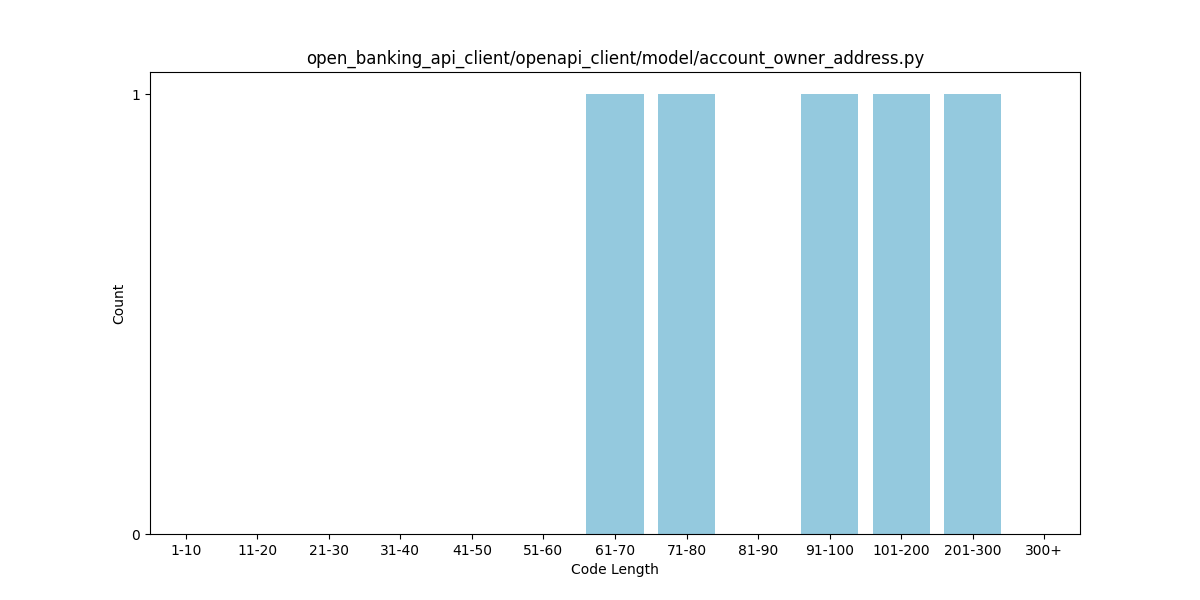 open_banking_api_client/openapi_client/model/account_owner_address.py
1
Count
0
1-10 11-20 21-30 31-40 41-50 51-60 61-70 71-80 81-90 91-100 101-200 201-300 300+
Code Length